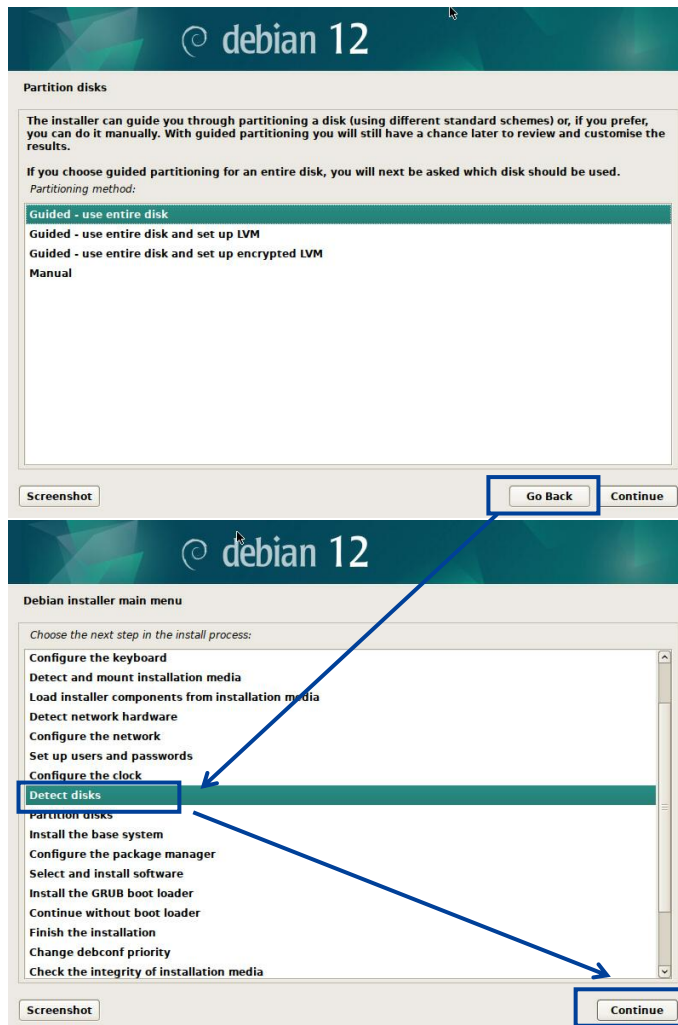 debian 12
Partition disks
The installer can guide you through partitioning a disk (using different standard schemes) or, if you prefer,
you can do it manually. With guided partitioning you will still have a chance later to review and customise the
results.
If you choose guided partitioning for an entire disk, you will next be asked which disk should be used.
Partitioning method:
Guided - use entire disk
Guided - use entire disk and set up LVM
Guided - use entire disk and set up encrypted LVM
Manual
Screenshot Go Back Continue
debian 12
Debian installer main menu
Choose the next step in the install process:
Configure the keyboard
Detect and mount installation media
Load installer components from installation media
Detect network hardware
Configure the network
Set up users and passwords
Configure the clock
Detect disks
Partition disks
Install the base system
Configure the package manager
Select and install software
Install the GRUB boot loader
Continue without boot loader
Finish the installation
Change debconf priority
Check the integrity of installation media
Screenshot Continue